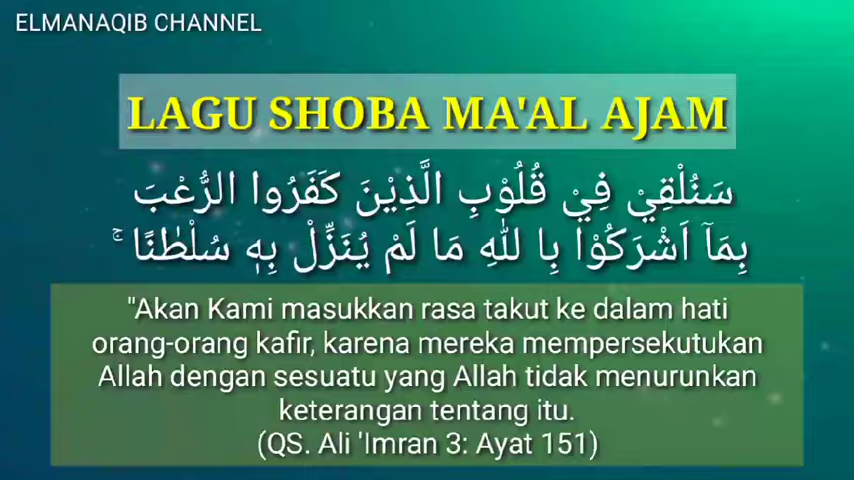 ELMANAQIB CHANNEL
LAGU SHOBA MA'AL AJAM
سَنُلْقِيْ فِيْ قُلُوْبِ الَّذِيْنَ كَفَرُوا الرُّعْبَ
بِمَاۤ اَشْرَكُوْا بِا للّٰهِ مَا لَمْ يُنَزِّلْ بِهٖ سُلْطٰنًا ۚ
"Akan Kami masukkan rasa takut ke dalam hati
orang-orang kafir, karena mereka mempersekutukan
Allah dengan sesuatu yang Allah tidak menurunkan
keterangan tentang itu.
(QS. Ali 'Imran 3: Ayat 151)